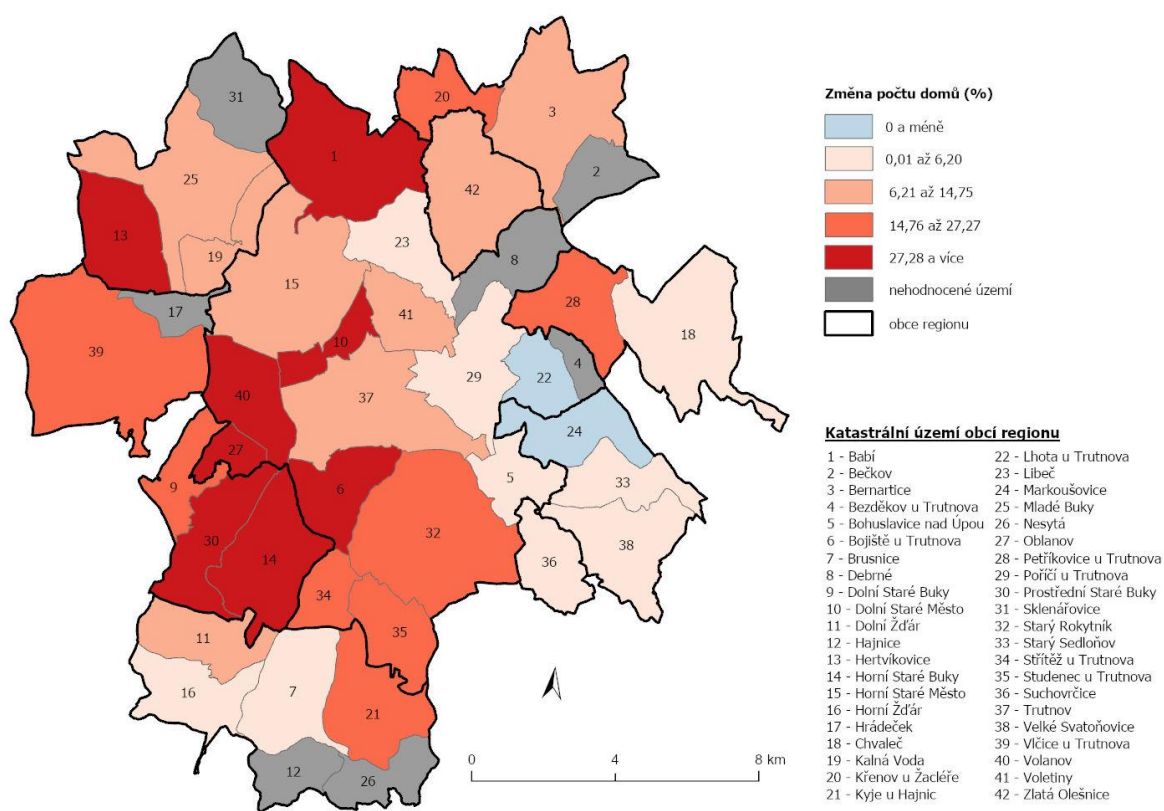 31
20
3
1
2
25
42
13
23
19
15
8
17
41
28
18
10
39
22
4
29
37
40
24
27
5
33
9
6
32
30
36
38
14
34
35
11
16
7
21
12
26
0
4
8 km
Změna počtu domů (%)
0 a méně
0,01 až 6,20
6,21 až 14,75
14,76 až 27,27
27,28 a více
nehodnocené území
obce regionu
Katastrální území obcí regionu
1 - Babí
2 - Bečkov
3 - Bernartice
4 - Bezděkov u Trutnova
5 - Bohuslavice nad Úpou
6 - Bojiště u Trutnova
7 - Brusnice
8 - Debrné
9 - Dolní Staré Buky
10 - Dolní Staré Město
11 - Dolní Žďár
12 - Hajnice
13 - Hertvíkovice
14 - Horní Staré Buky
15 - Horní Staré Město
16 - Horní Žďár
17 - Hrádeček
18 - Chvaleč
19 - Kalná Voda
20 - Křenov u Žacléře
21 - Kyje u Hajnic
22 - Lhota u Trutnova
23 - Libeč
24 - Markoušovice
25 - Mladé Buky
26 - Nesytá
27 - Oblanov
28 - Petříkovice u Trutnova
29 - Poříčí u Trutnova
30 - Prostřední Staré Buky
31 - Sklenářovice
32 - Starý Rokytník
33 - Starý Sedloňov
34 - Střítěž u Trutnova
35 - Studenec u Trutnova
36 - Suchovrčice
37 - Trutnov
38 - Velké Svatoňovice
39 - Vlčice u Trutnova
40 - Volanov
41 - Voletiny
42 - Zlatá Olešnice